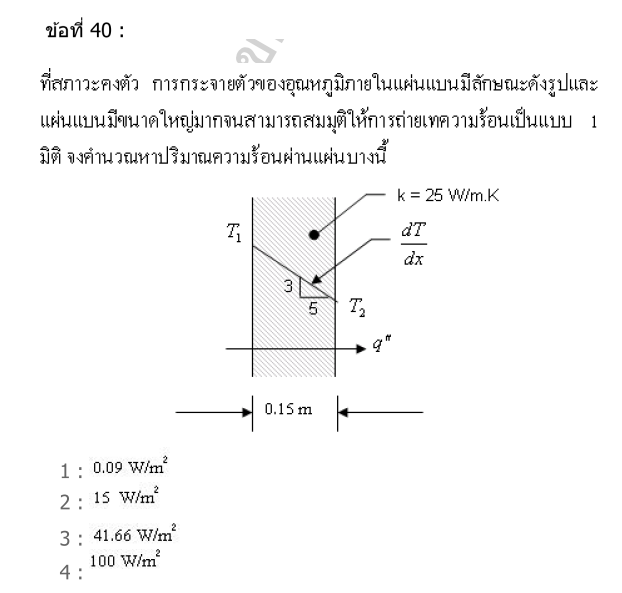 ข้อที่ 40 :
ที่สภาวะคงตัว การกระจายตัวของอุณหภูมิภายในแผ่นแบนมีลักษณะดังรูปและ
แผ่นแบนมีขนาดใหญ่มากจนสามารถสมมุติให้การถ่ายเทความร้อนเป็นแบบ 1
มิติ จงคำนวณหาปริมาณความร้อนผ่านแผ่นบางนี้
k = 25 W/m.K
T₁
dT
dx
3
5
T₂
q"
0.15 m
1 : 0.09 W/m²
2 : 15 W/m²
3 : 41.66 W/m²
4 : 100 W/m²